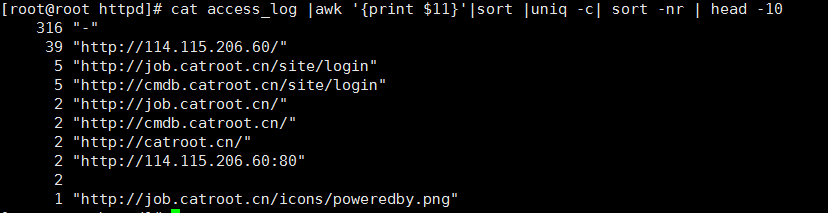 [root@root httpd]# cat access_log |awk '{print $11}'|sort |uniq -c| sort -nr | head -10
316 "-"
39 "http://114.115.206.60/"
5 "http://job.catroot.cn/site/login"
5 "http://cmdb.catroot.cn/site/login"
2 "http://job.catroot.cn/"
2 "http://cmdb.catroot.cn/"
2 "http://catroot.cn/"
2 "http://114.115.206.60:80"
2
1 "http://job.catroot.cn/icons/poweredby.png"